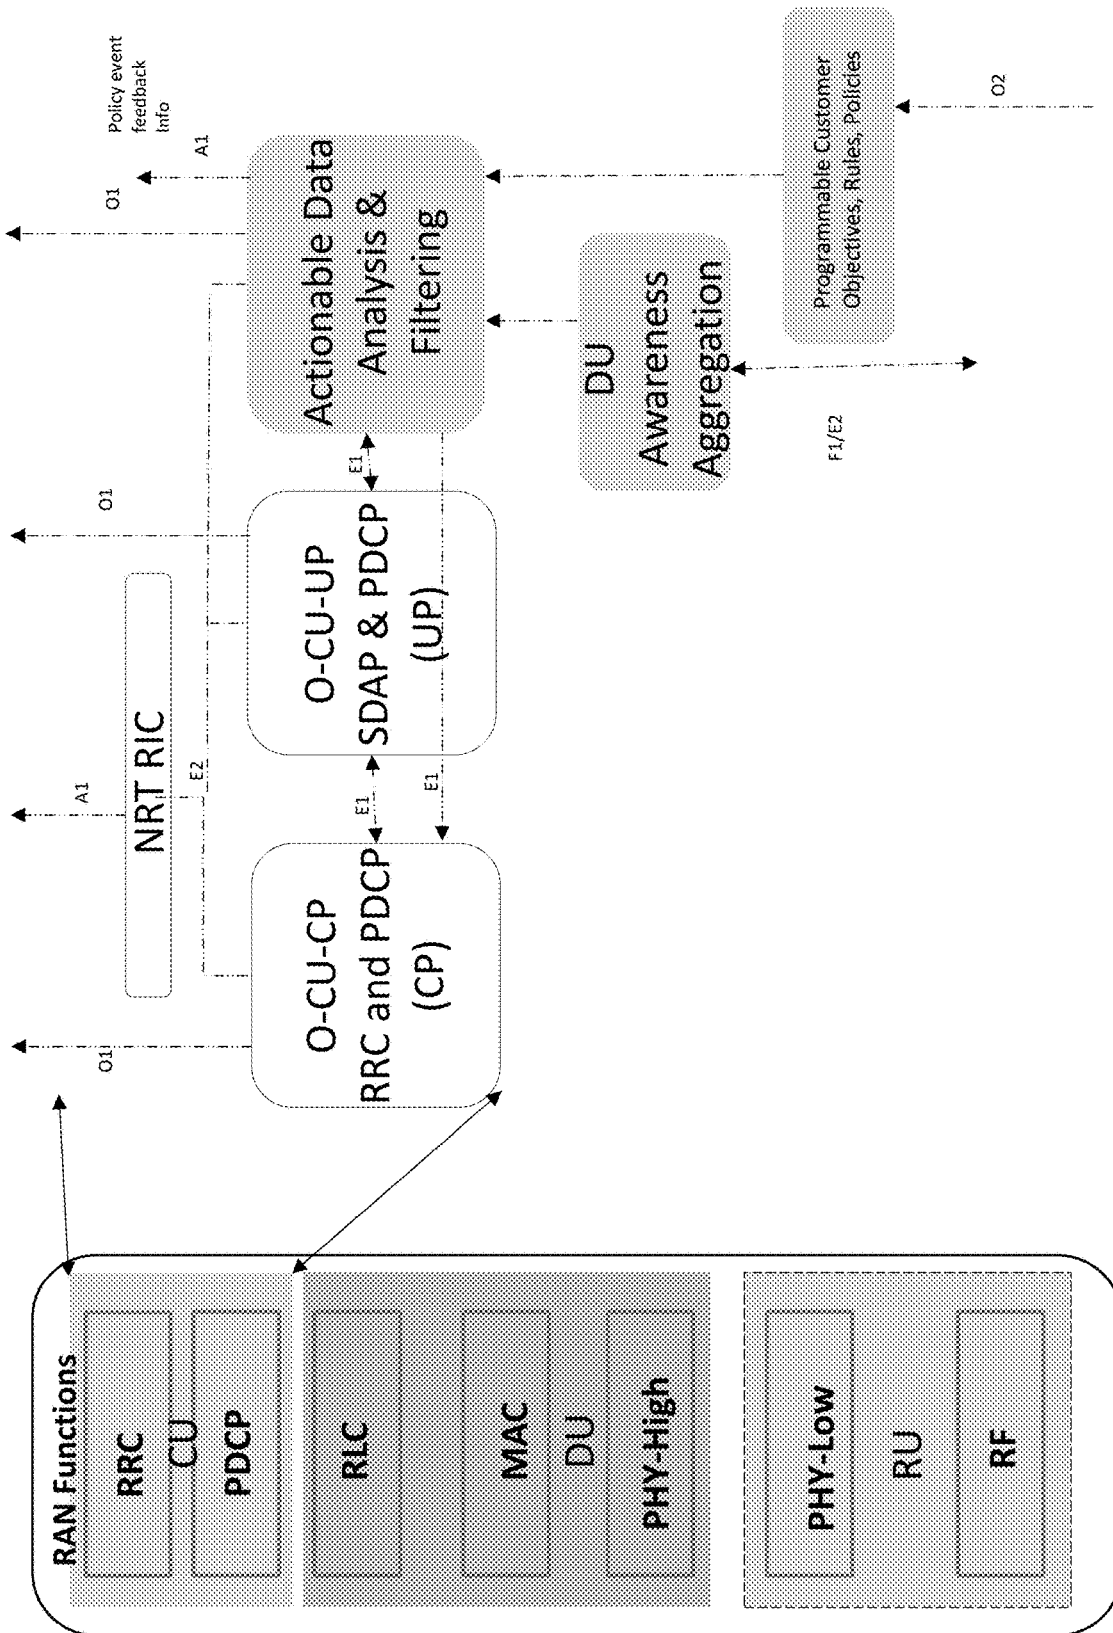 RAN Functions
RRC
CU
PDCP
RLC
MAC
DU
PHY-High
PHY-Low
RU
RF
O1
A1
O1
O1
A1
Policy event
feedback
Info
NRT RIC
E2
O-CU-CP
RRC and PDCP
(CP)
E1
E1
O-CU-UP
SDAP & PDCP
(UP)
E1
Actionable Data
Analysis &
Filtering
DU
Awareness
Aggregation
F1/E2
Programmable Customer
Objectives, Rules, Policies
O2